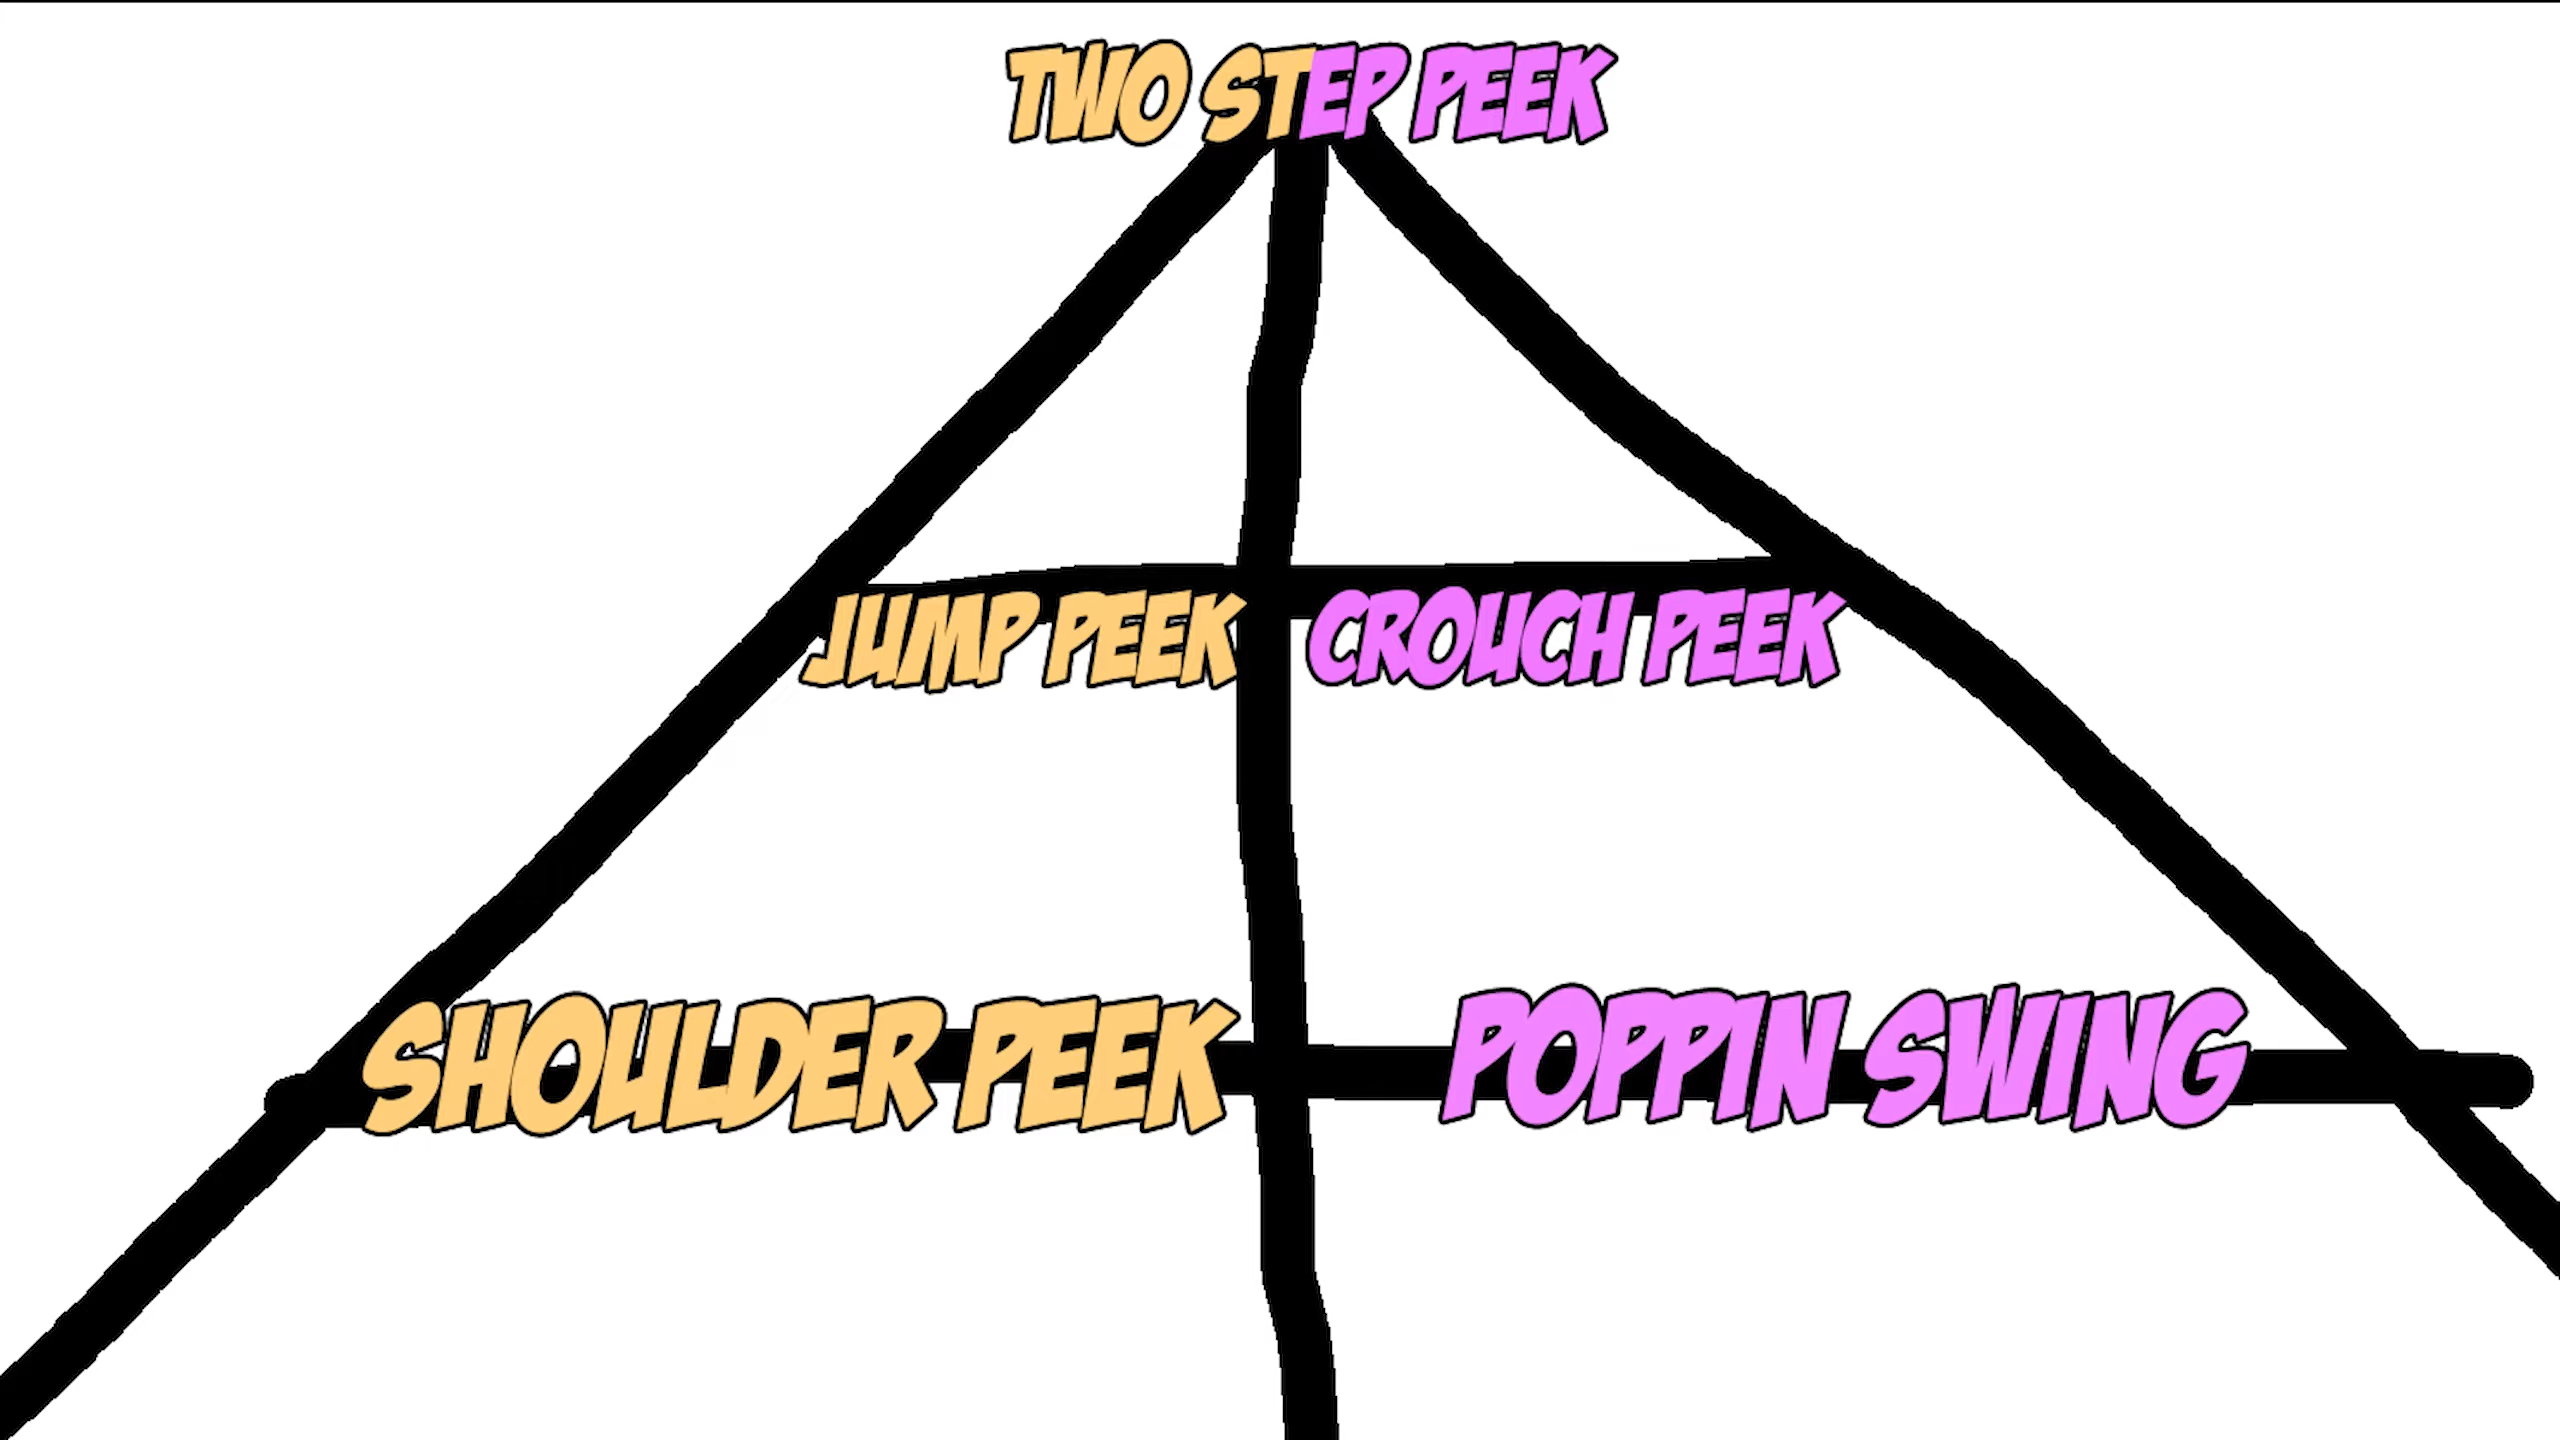 TWO STEP PEEK
JUMP PEEK
CROUCH PEEK
SHOULDER PEEK
POPPIN SWING